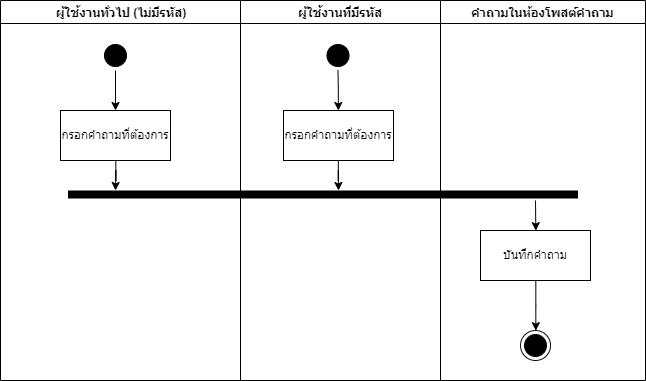 ผู้ใช้งานทั่วไป (ไม่มีรหัส)
ผู้ใช้งานที่มีรหัส
คำถามในห้องโพสต์คำถาม
กรอกคำถามที่ต้องการ
กรอกคำถามที่ต้องการ
บันทึกคำถาม